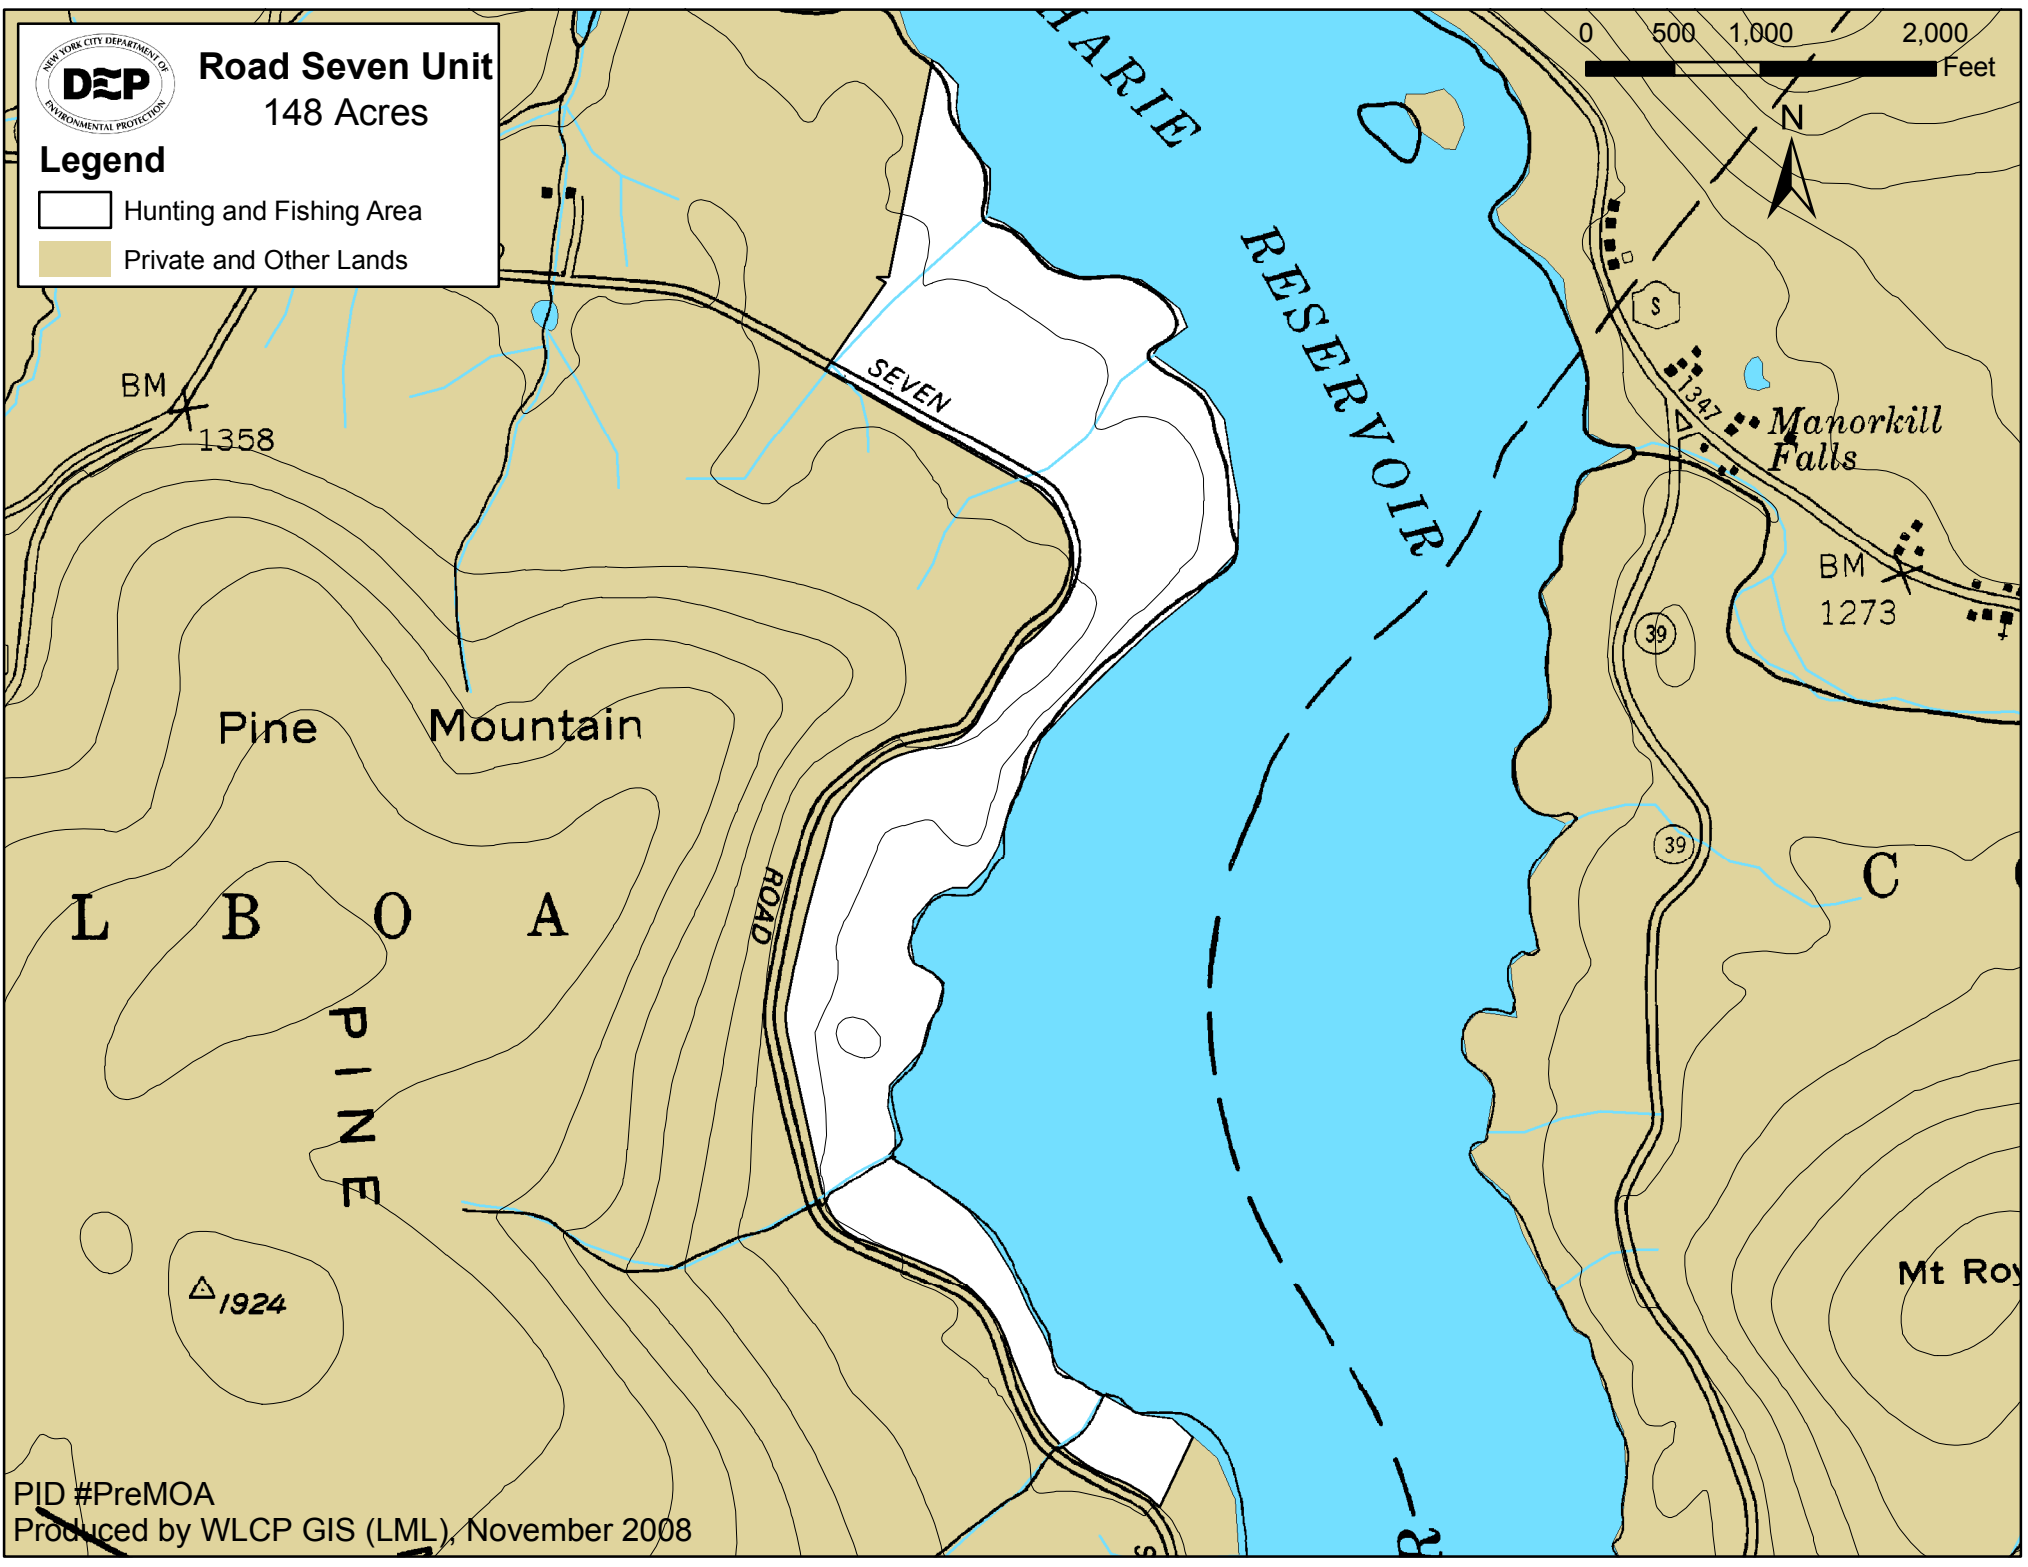 NEW YORK CITY DEPARTMENT OF
DEP
ENVIRONMENTAL PROTECTION
Road Seven Unit
148 Acres
Legend
Hunting and Fishing Area
Private and Other Lands
0 500 1,000 2,000
Feet
N
HARIE
RESERVOIR
S
SEVEN
1347
Manorkill
Falls
BM
1358
BM
1273
39
Pine Mountain
39
C
L B O A
ROAD
PINE
Mt Roy
1924
PID #PreMOA
Produced by WLCP GIS (LML), November 2008
S
R